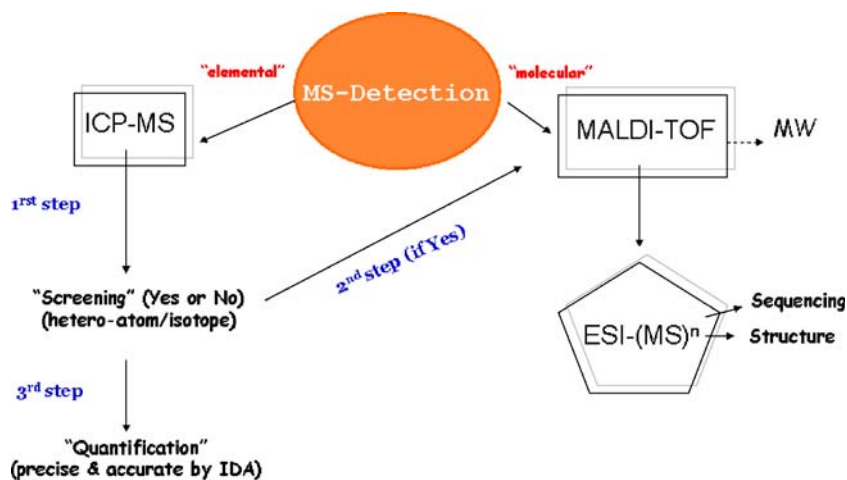 "elemental"
"molecular"
MS-Detection
ICP-MS
MALDI-TOF
MW
1rst step
2nd step (if Yes)
"Screening" (Yes or No)
(hetero-atom/isotope)
ESI-(MS)n
Sequencing
Structure
3rd step
"Quantification"
(precise & accurate by IDA)